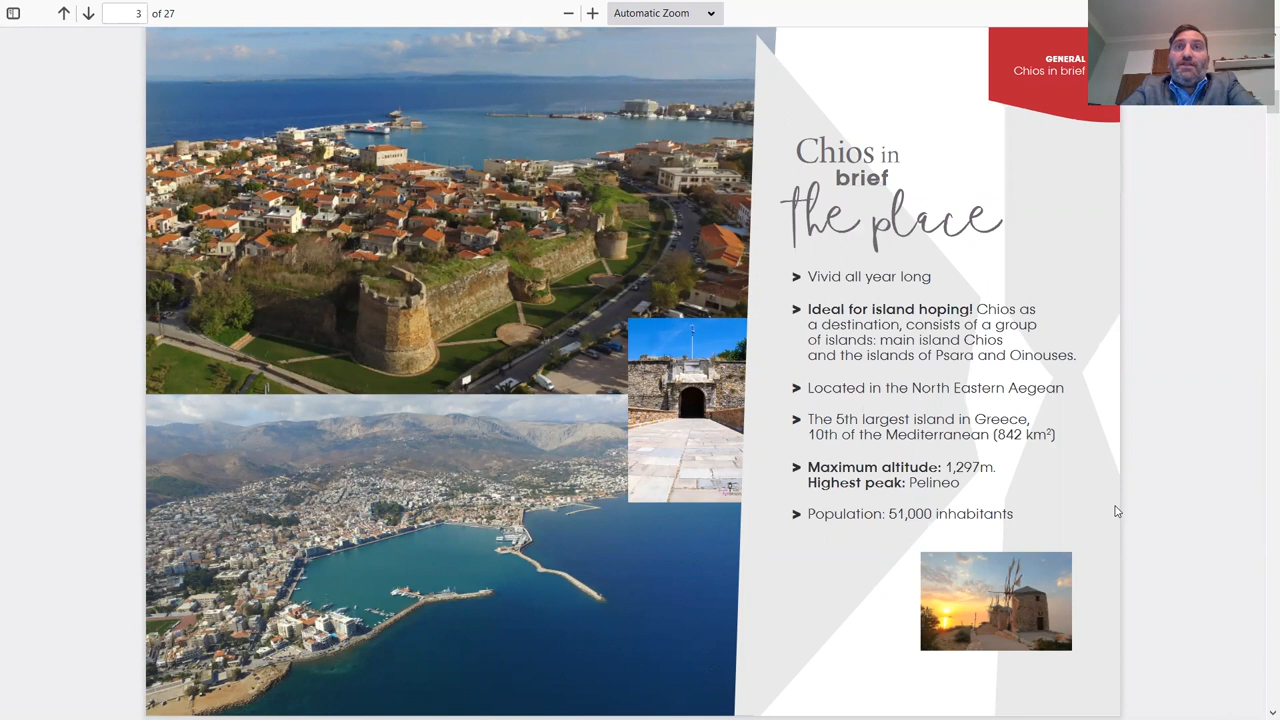 3 of 27
Automatic Zoom
GENERAL
Chios in brief
Chios in
brief
the place
Vivid all year long
Ideal for island hoping! Chios as
a destination, consists of a group
of islands: main island Chios
and the islands of Psara and Oinouses.
Located in the North Eastern Aegean
The 5th largest island in Greece,
10th of the Mediterranean (842 km²)
Maximum altitude: 1,297m.
Highest peak: Pelineo
Population: 51,000 inhabitants